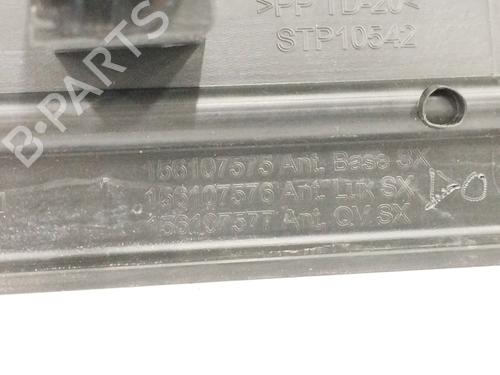 >PP TD-20<
STP10542
B-PARTS
156107575 Ant. Base SX
156107576 Ant. Lux SX
156107577 Ant. QV SX